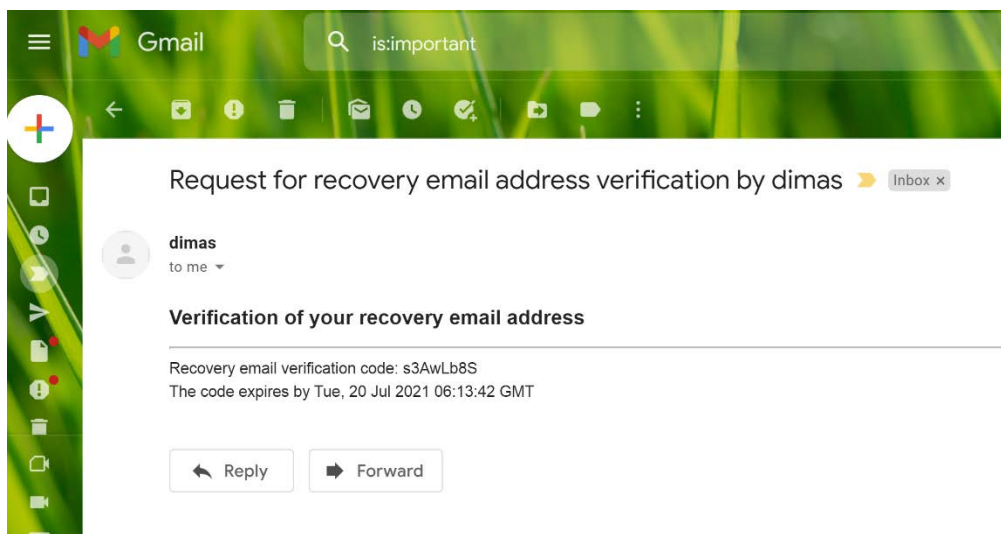 Gmail
is:important
Request for recovery email address verification by dimas
Inbox ×
dimas
to me
Verification of your recovery email address
Recovery email verification code: s3AwLb8S
The code expires by Tue, 20 Jul 2021 06:13:42 GMT
Reply
Forward